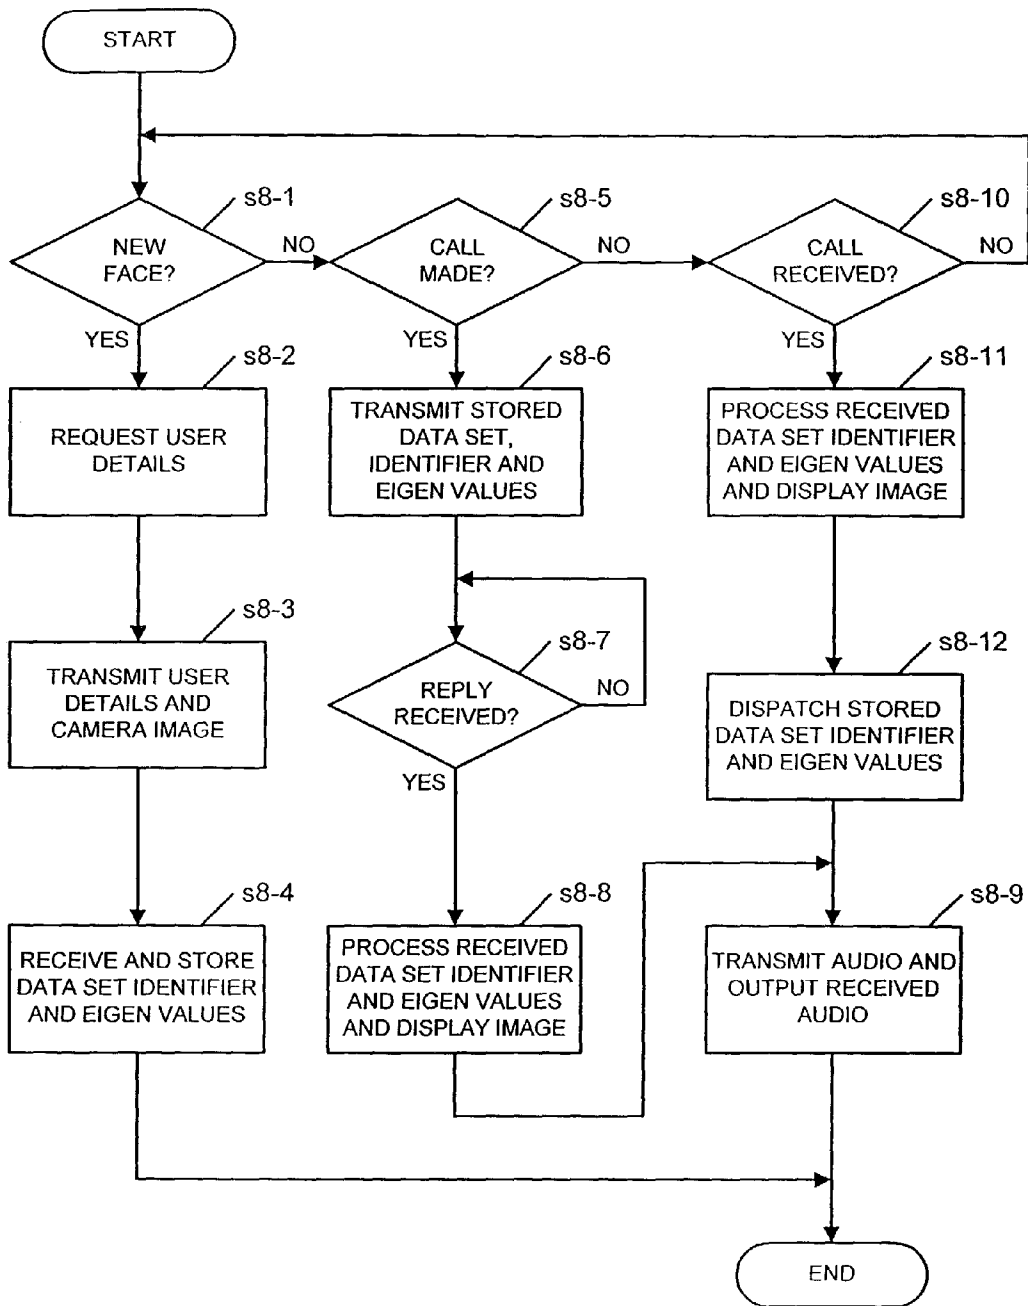 START
s8-1
NEW
FACE?
NO
YES
s8-5
CALL
MADE?
NO
YES
s8-10
CALL
RECEIVED?
NO
YES
s8-2
REQUEST USER
DETAILS
s8-6
TRANSMIT STORED
DATA SET,
IDENTIFIER AND
EIGEN VALUES
s8-11
PROCESS RECEIVED
DATA SET IDENTIFIER
AND EIGEN VALUES
AND DISPLAY IMAGE
s8-3
TRANSMIT USER
DETAILS AND
CAMERA IMAGE
s8-7
REPLY
RECEIVED?
NO
YES
s8-12
DISPATCH STORED
DATA SET IDENTIFIER
AND EIGEN VALUES
s8-4
RECEIVE AND STORE
DATA SET IDENTIFIER
AND EIGEN VALUES
s8-8
PROCESS RECEIVED
DATA SET IDENTIFIER
AND EIGEN VALUES
AND DISPLAY IMAGE
s8-9
TRANSMIT AUDIO AND
OUTPUT RECEIVED
AUDIO
END